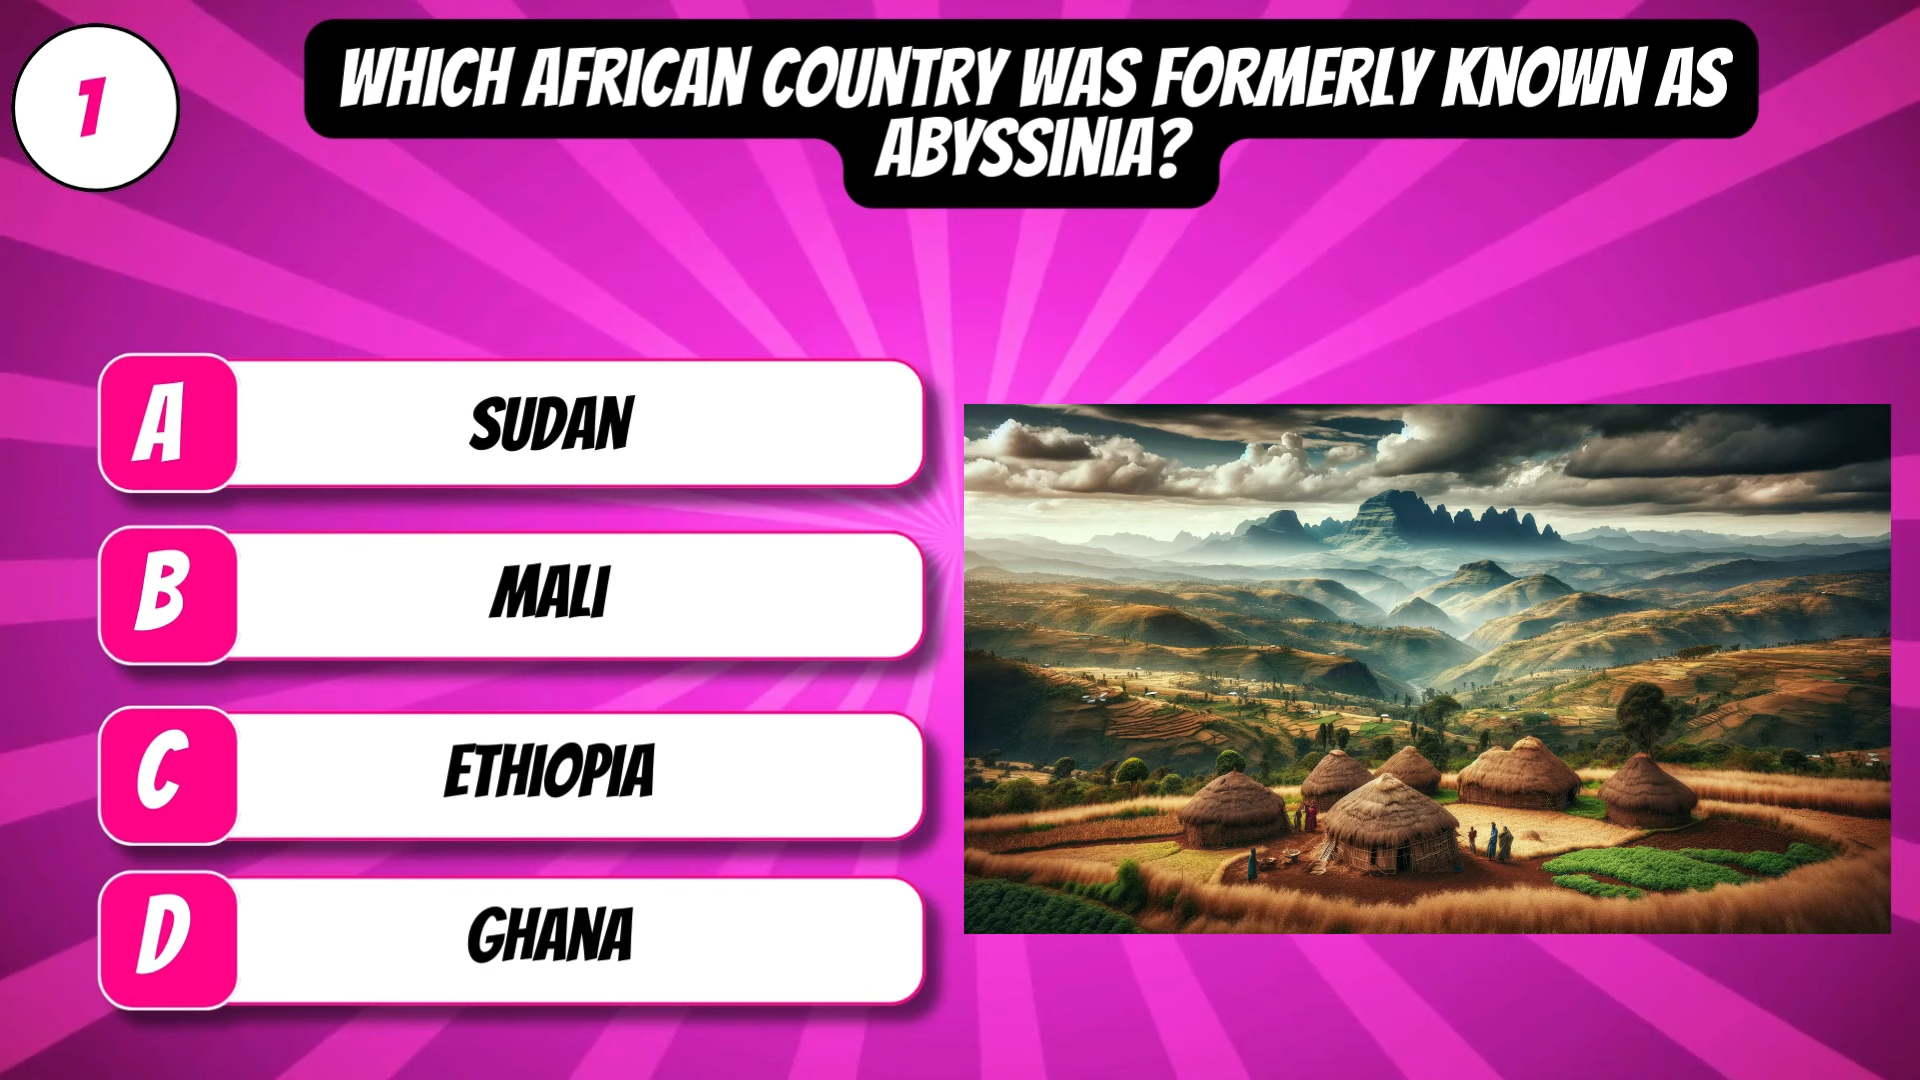 1
WHICH AFRICAN COUNTRY WAS FORMERLY KNOWN AS
ABYSSINIA?
A
SUDAN
B
MALI
C
ETHIOPIA
D
GHANA